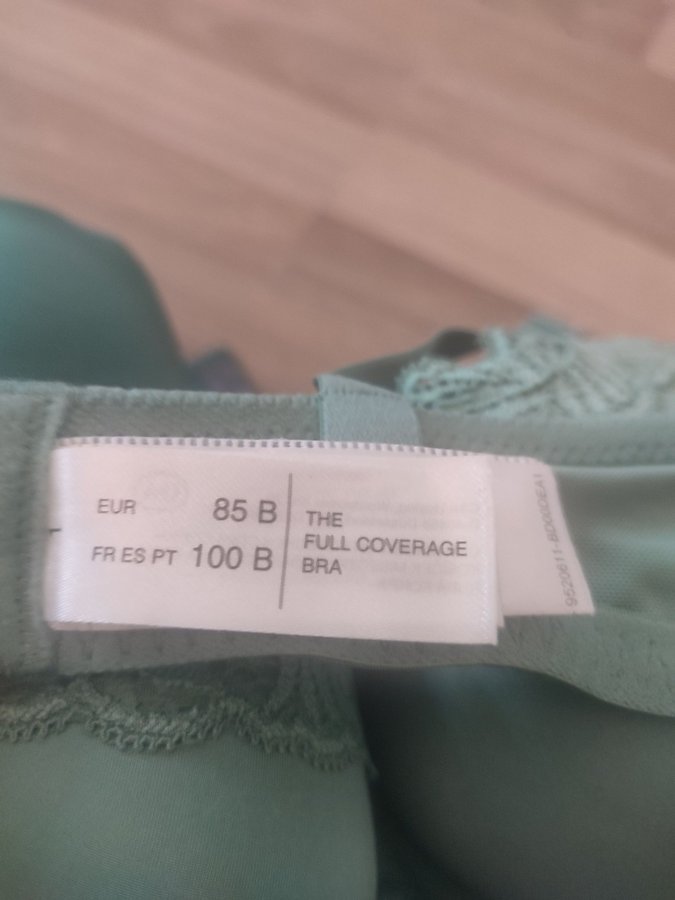 EUR 85 B
FR ES PT 100 B
THE
FULL COVERAGE
BRA